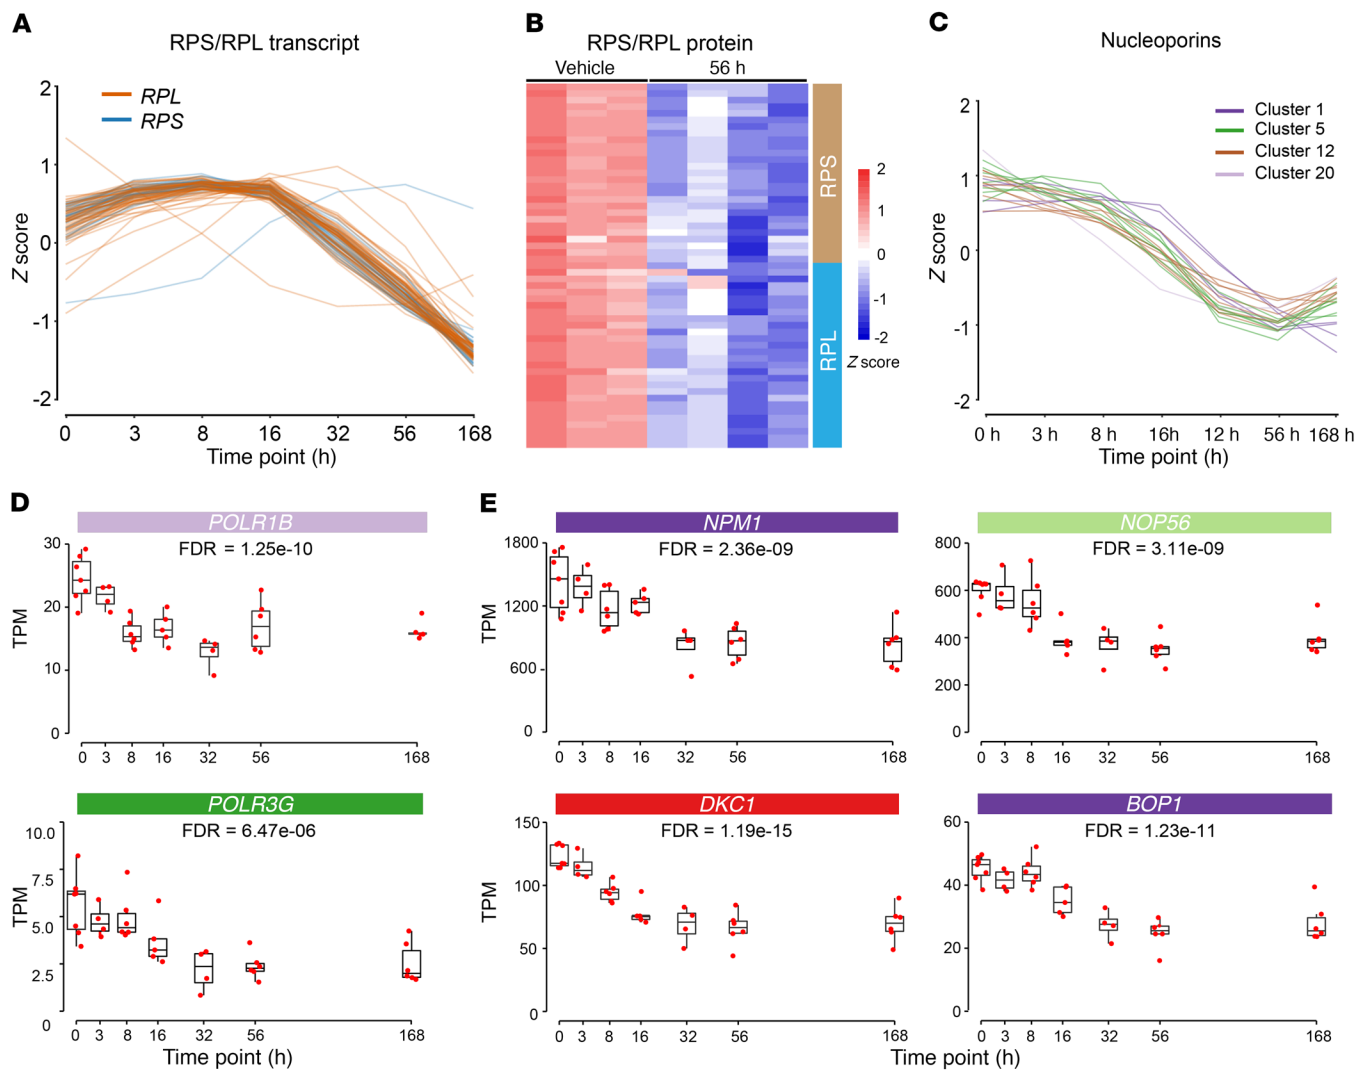 A
RPS/RPL transcript
RPL
RPS
2
1
0
-1
-2
Z score
0 3 8 16 32 56 168
Time point (h)
B
RPS/RPL protein
Vehicle 56 h
RPS
RPL
2
1
0
-1
-2
Z score
C
Nucleoporins
Cluster 1
Cluster 5
Cluster 12
Cluster 20
2
1
0
-1
-2
Z score
0 h 3 h 8 h 16h 12 h 56 h 168 h
Time point (h)
D
POLR1B
FDR = 1.25e-10
30
20
10
0
TPM
0 3 8 16 32 56 168
POLR3G
FDR = 6.47e-06
10.0
7.5
5.0
2.5
0
TPM
0 3 8 16 32 56 168
Time point (h)
E
NPM1
FDR = 2.36e-09
1800
1200
600
0
TPM
0 3 8 16 32 56 168
NOP56
FDR = 3.11e-09
800
600
400
200
0
0 3 8 16 32 56 168
DKC1
FDR = 1.19e-15
150
100
50
0
TPM
0 3 8 16 32 56 168
BOP1
FDR = 1.23e-11
60
40
20
0
0 3 8 16 32 56 168
Time point (h)